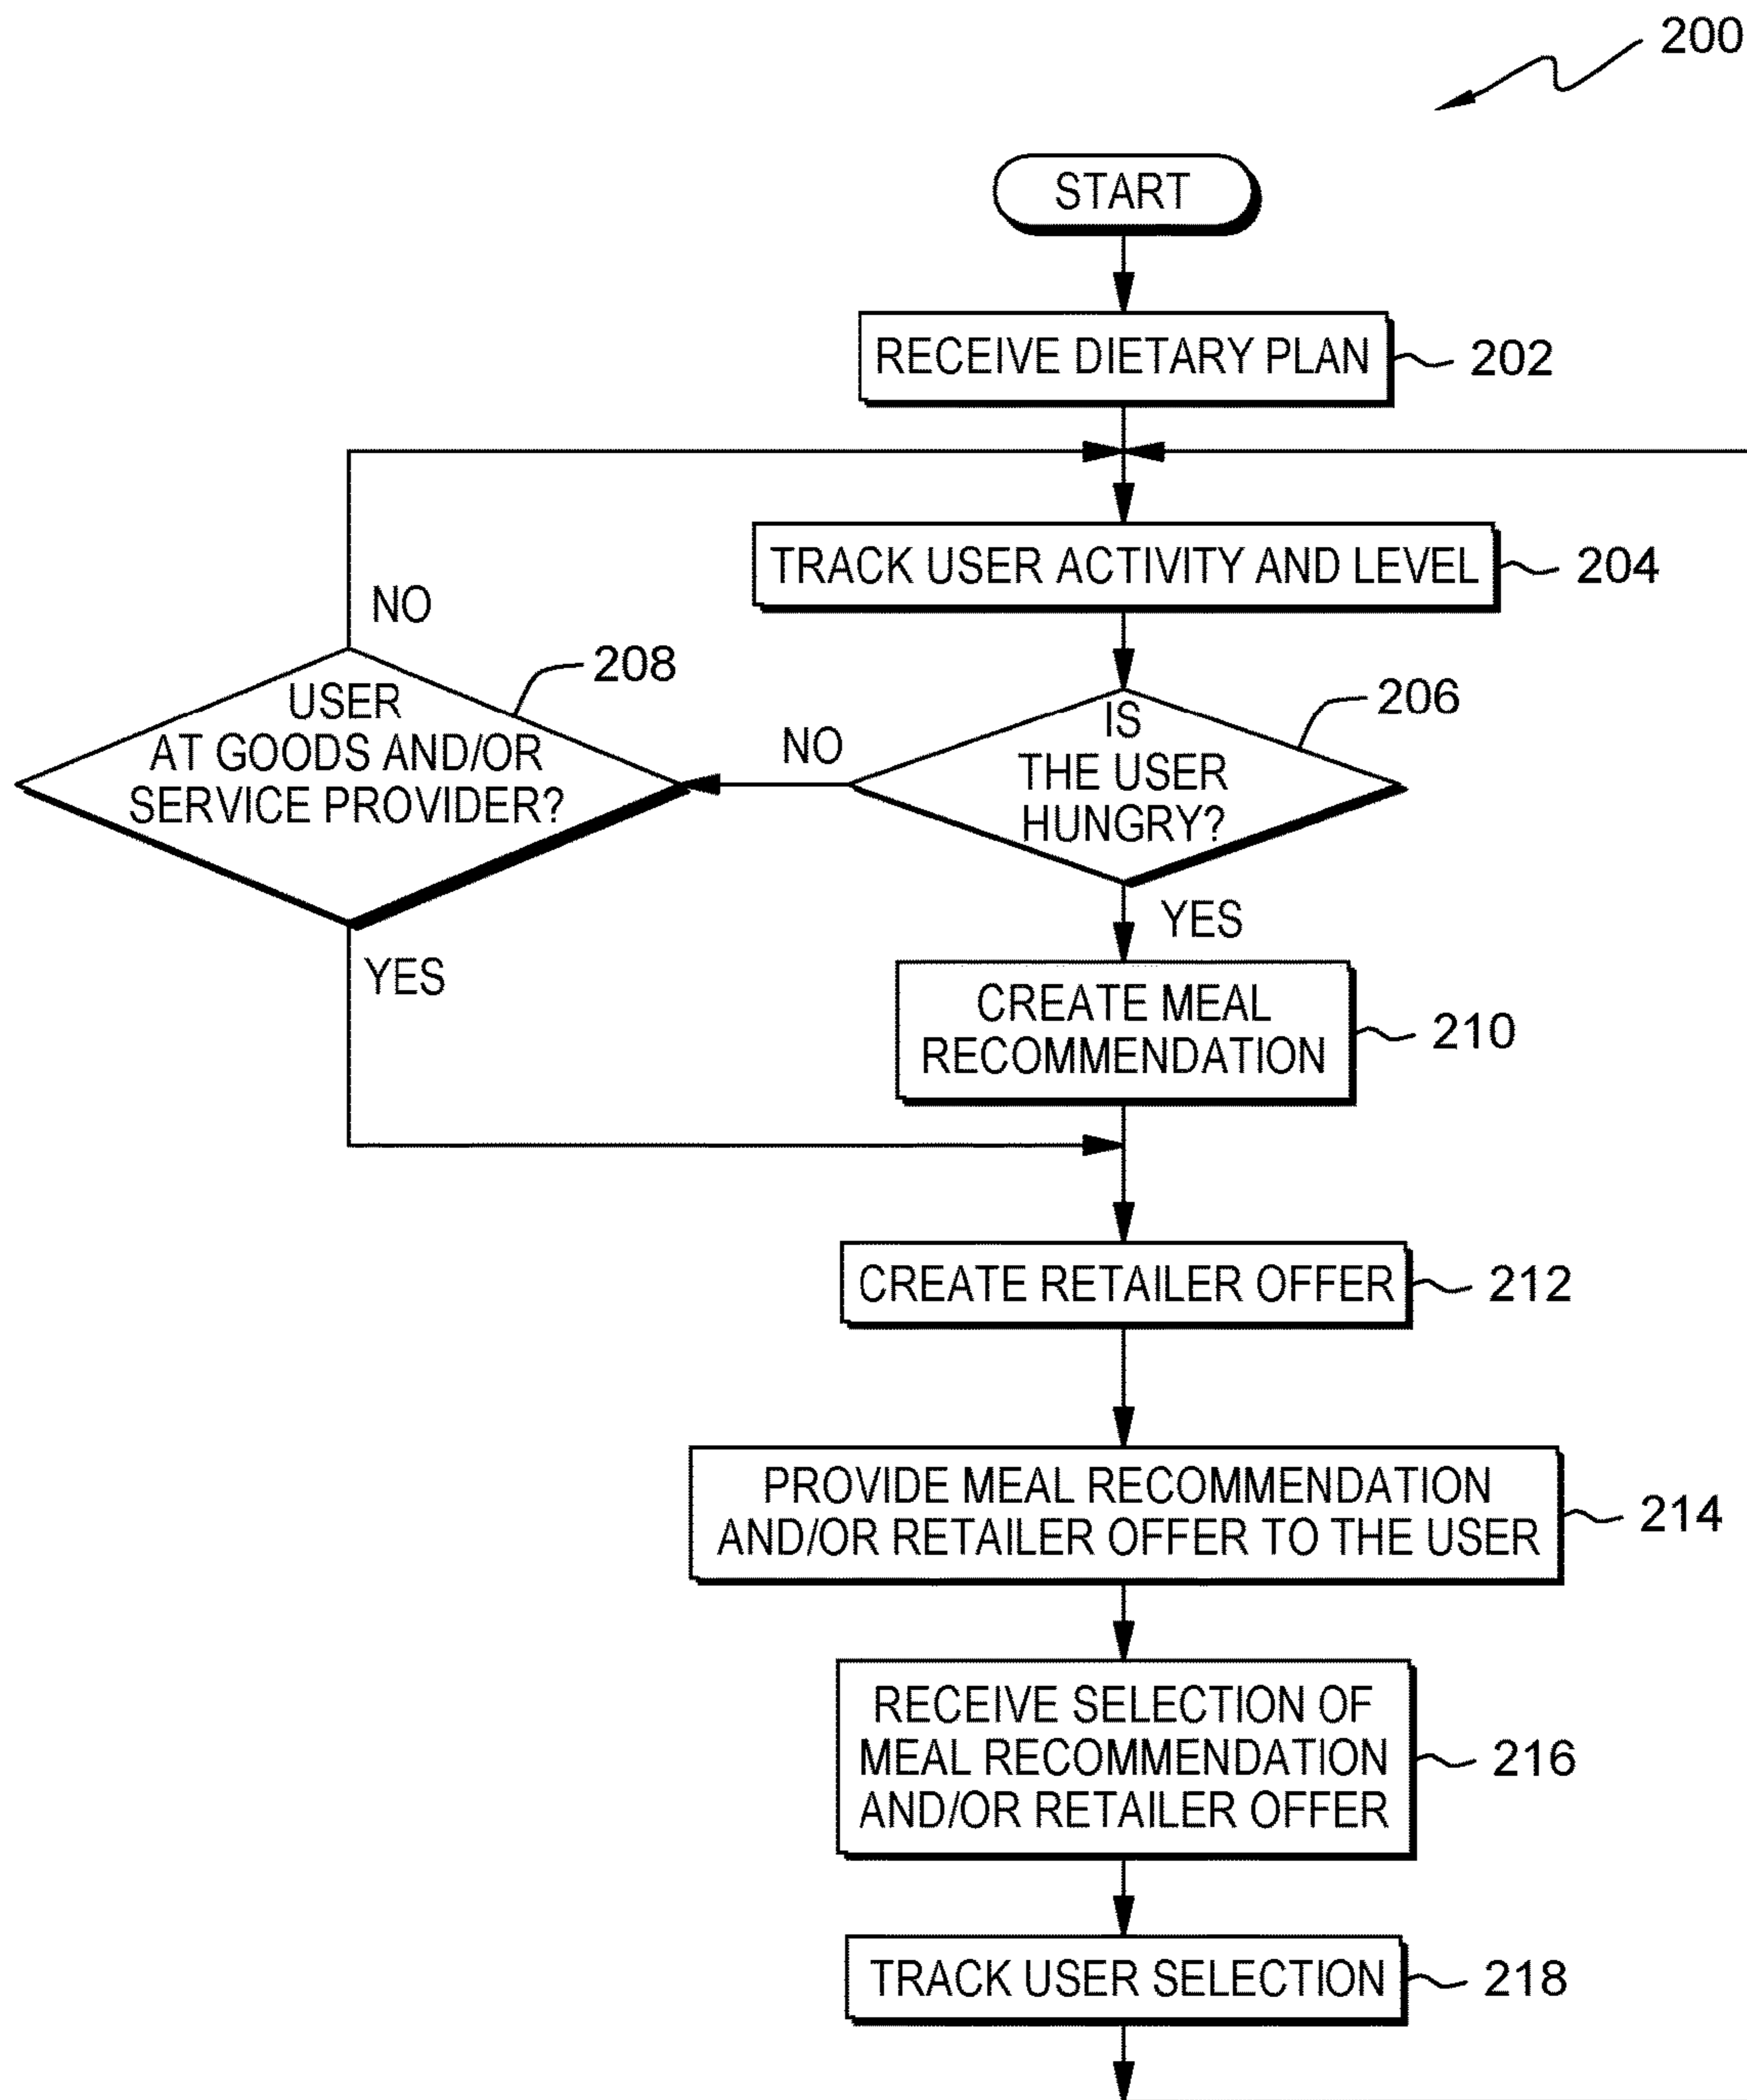 200
START
RECEIVE DIETARY PLAN
202
TRACK USER ACTIVITY AND LEVEL
204
NO
USER
AT GOODS AND/OR
SERVICE PROVIDER?
208
NO
IS
THE USER
HUNGRY?
206
YES
YES
CREATE MEAL
RECOMMENDATION
210
CREATE RETAILER OFFER
212
PROVIDE MEAL RECOMMENDATION
AND/OR RETAILER OFFER TO THE USER
214
RECEIVE SELECTION OF
MEAL RECOMMENDATION
AND/OR RETAILER OFFER
216
TRACK USER SELECTION
218